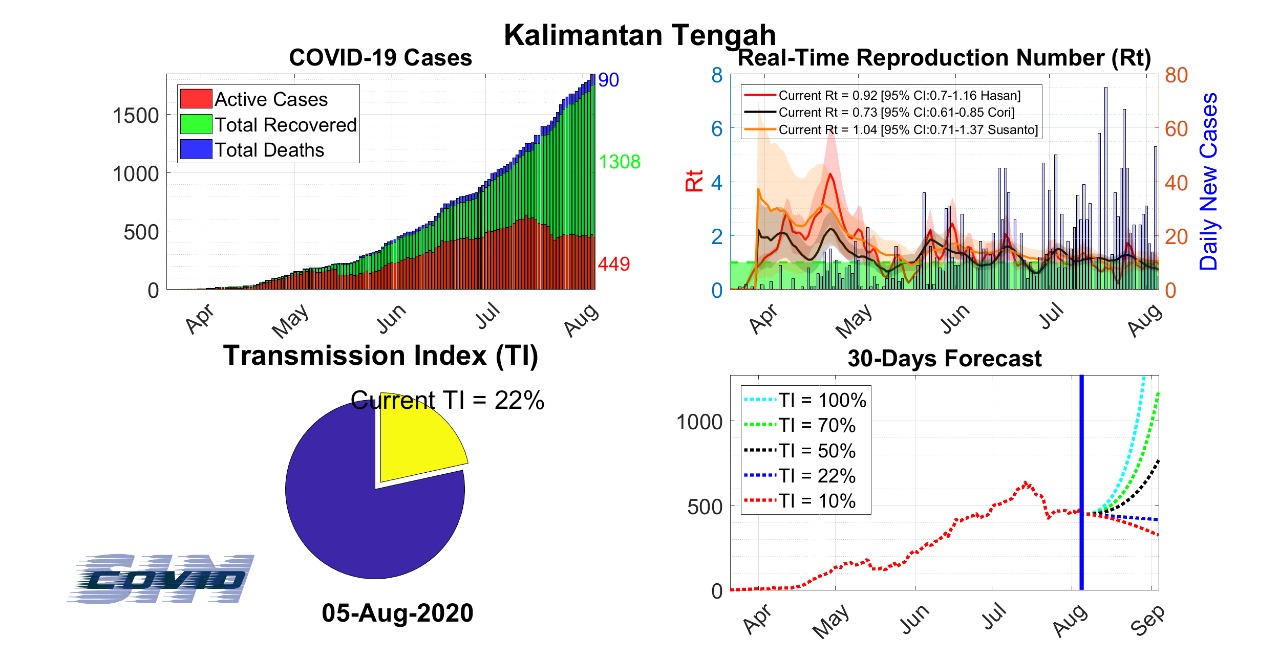 Kalimantan Tengah
COVID-19 Cases
90
1308
449
1500
1000
500
0
Active Cases
Total Recovered
Total Deaths
Apr
May
Jun
Jul
Aug
Real-Time Reproduction Number (Rt)
Rt
8
6
4
2
0
Current Rt = 0.92 [95% CI:0.7-1.16 Hasan]
Current Rt = 0.73 [95% CI:0.61-0.85 Cori]
Current Rt = 1.04 [95% CI:0.71-1.37 Susanto]
80
60
40
20
0
Daily New Cases
Apr
May
Jun
Jul
Aug
Transmission Index (TI)
Current TI = 22%
05-Aug-2020
SIM
COVID
30-Days Forecast
1000
500
0
TI = 100%
TI = 70%
TI = 50%
TI = 22%
TI = 10%
Apr
May
Jun
Jul
Aug
Sep